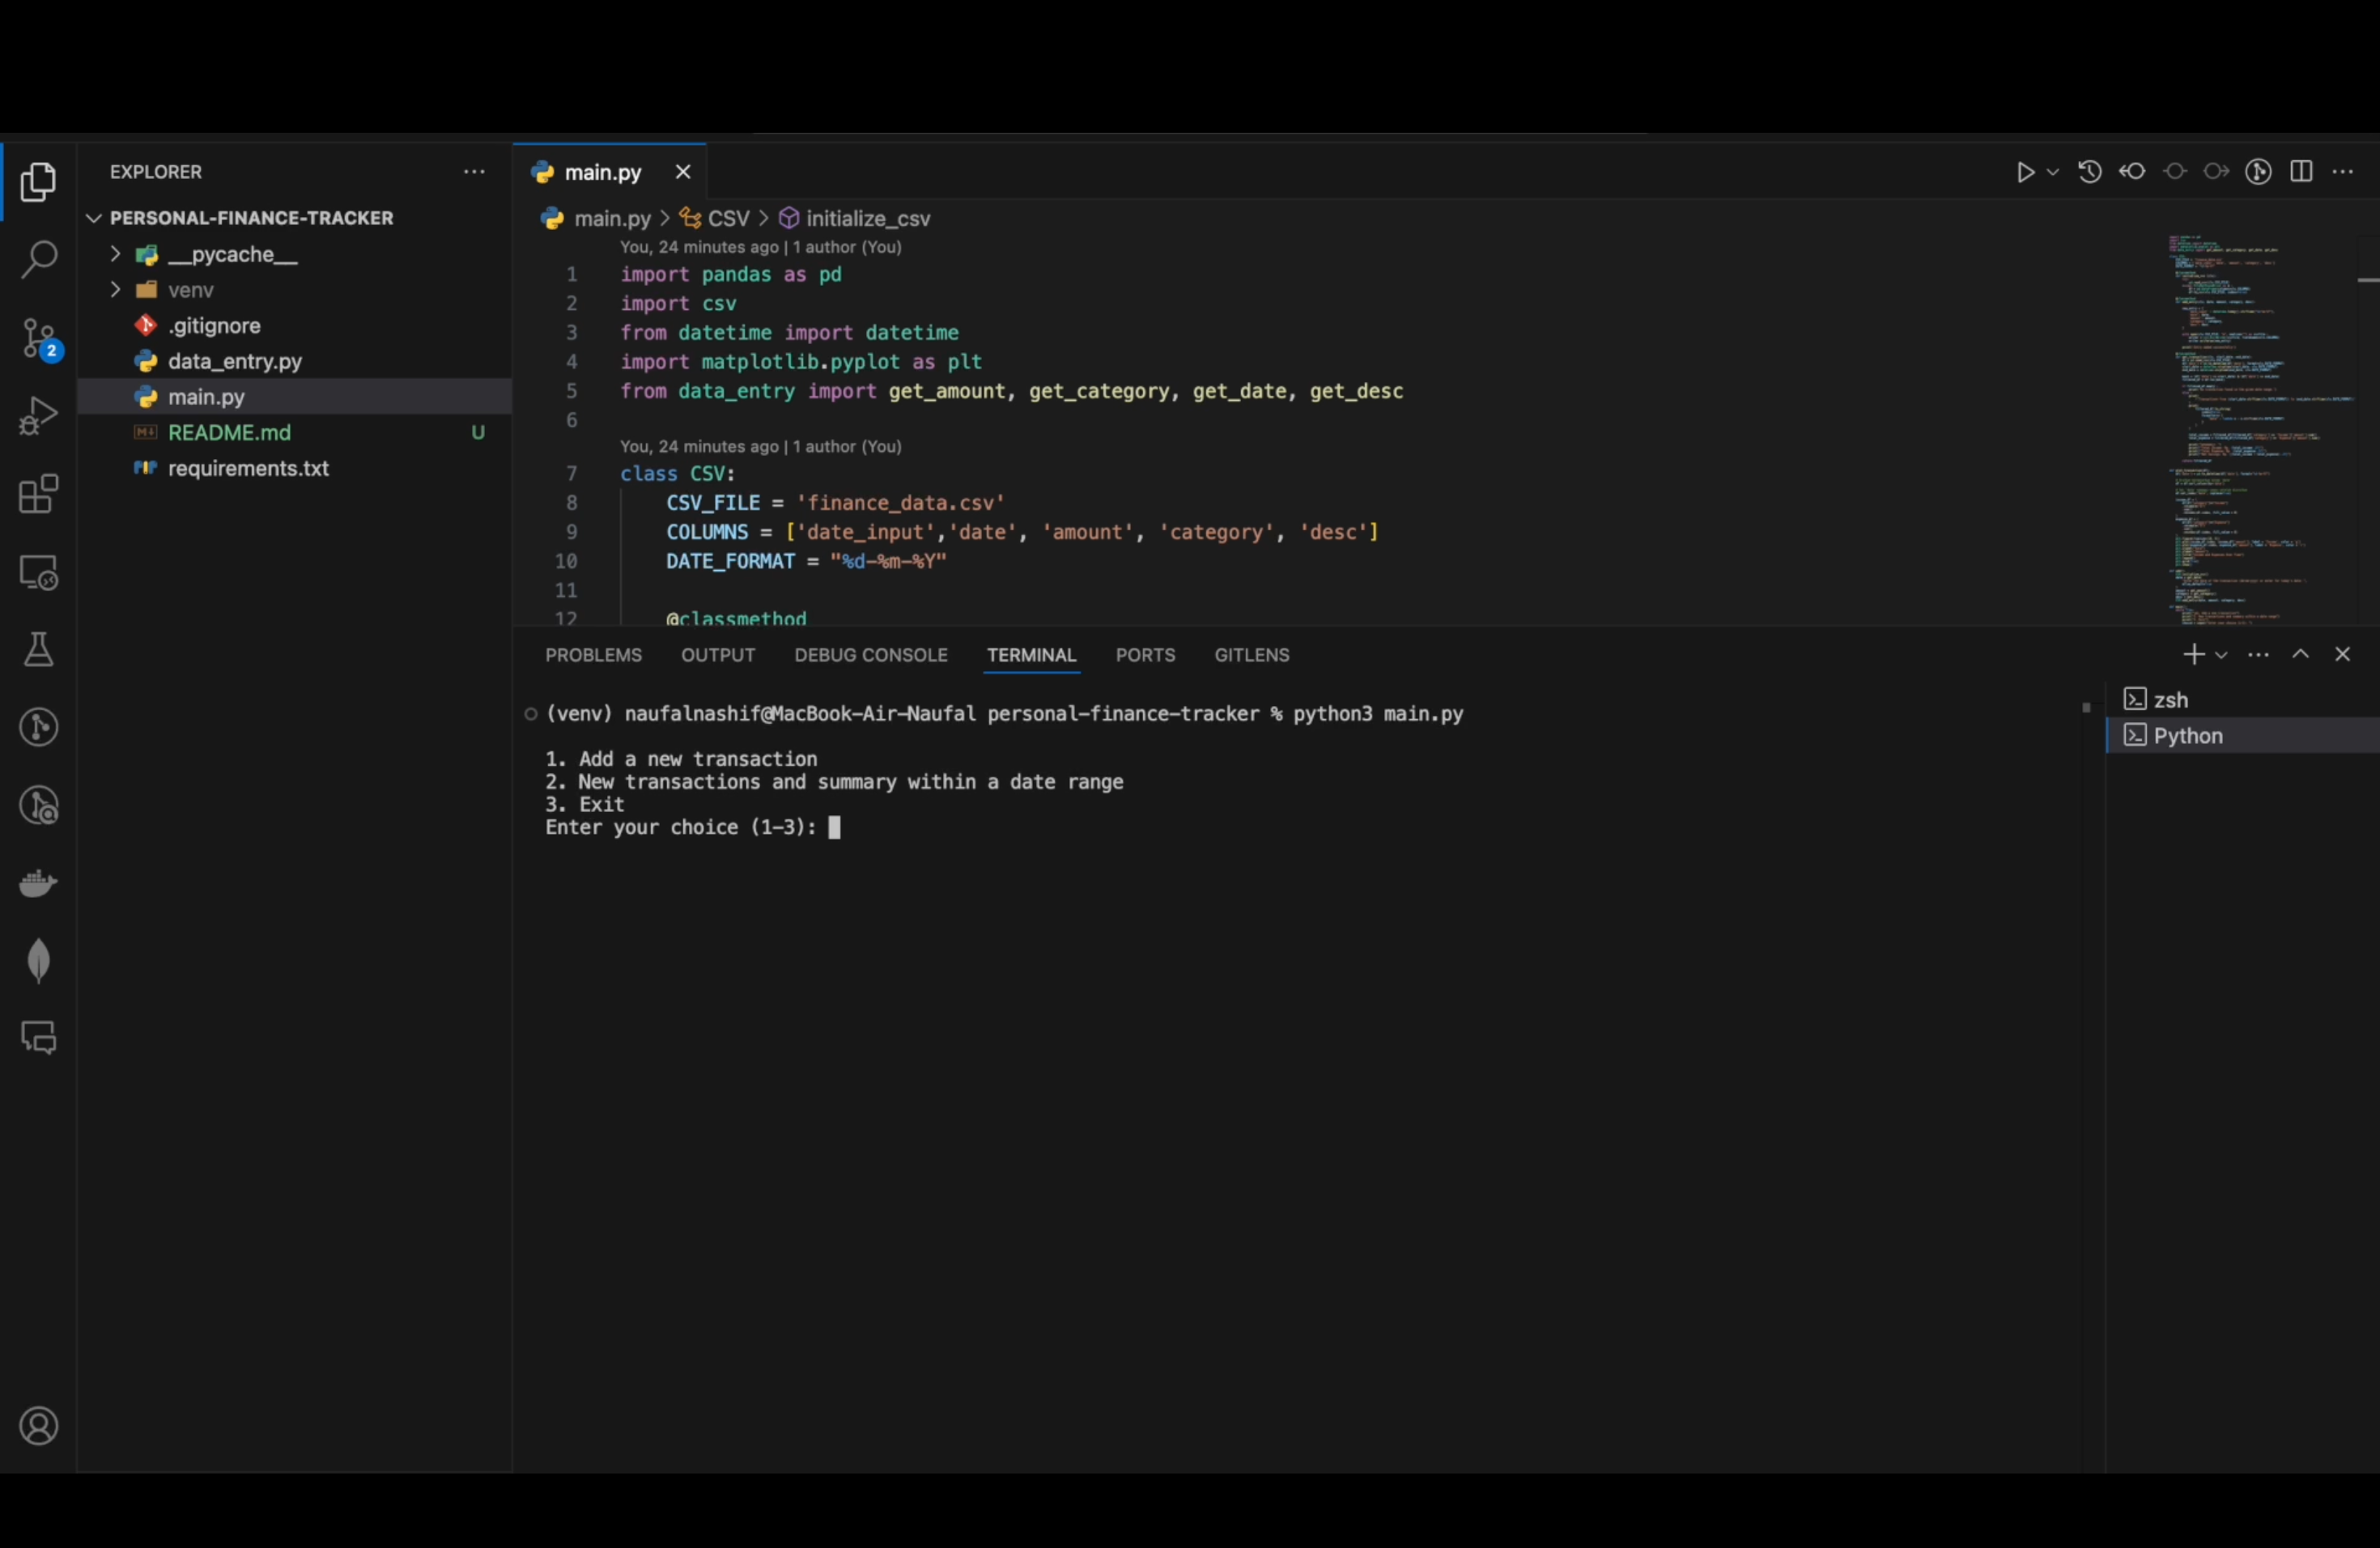 EXPLORER
PERSONAL-FINANCE-TRACKER
__pycache__
venv
.gitignore
data_entry.py
main.py
README.md U
requirements.txt
2
main.py
main.py > CSV > initialize_csv
You, 24 minutes ago | 1 author (You)
1 import pandas as pd
2 import csv
3 from datetime import datetime
4 import matplotlib.pyplot as plt
5 from data_entry import get_amount, get_category, get_date, get_desc
6
You, 24 minutes ago | 1 author (You)
7 class CSV:
8 CSV_FILE = 'finance_data.csv'
9 COLUMNS = ['date_input','date', 'amount', 'category', 'desc']
10 DATE_FORMAT = "%d-%m-%Y"
11
12 @classmethod
PROBLEMS OUTPUT DEBUG CONSOLE TERMINAL PORTS GITLENS
(venv) naufalnashif@MacBook-Air-Naufal personal-finance-tracker % python3 main.py
1. Add a new transaction
2. New transactions and summary within a date range
3. Exit
Enter your choice (1-3):
zsh
Python